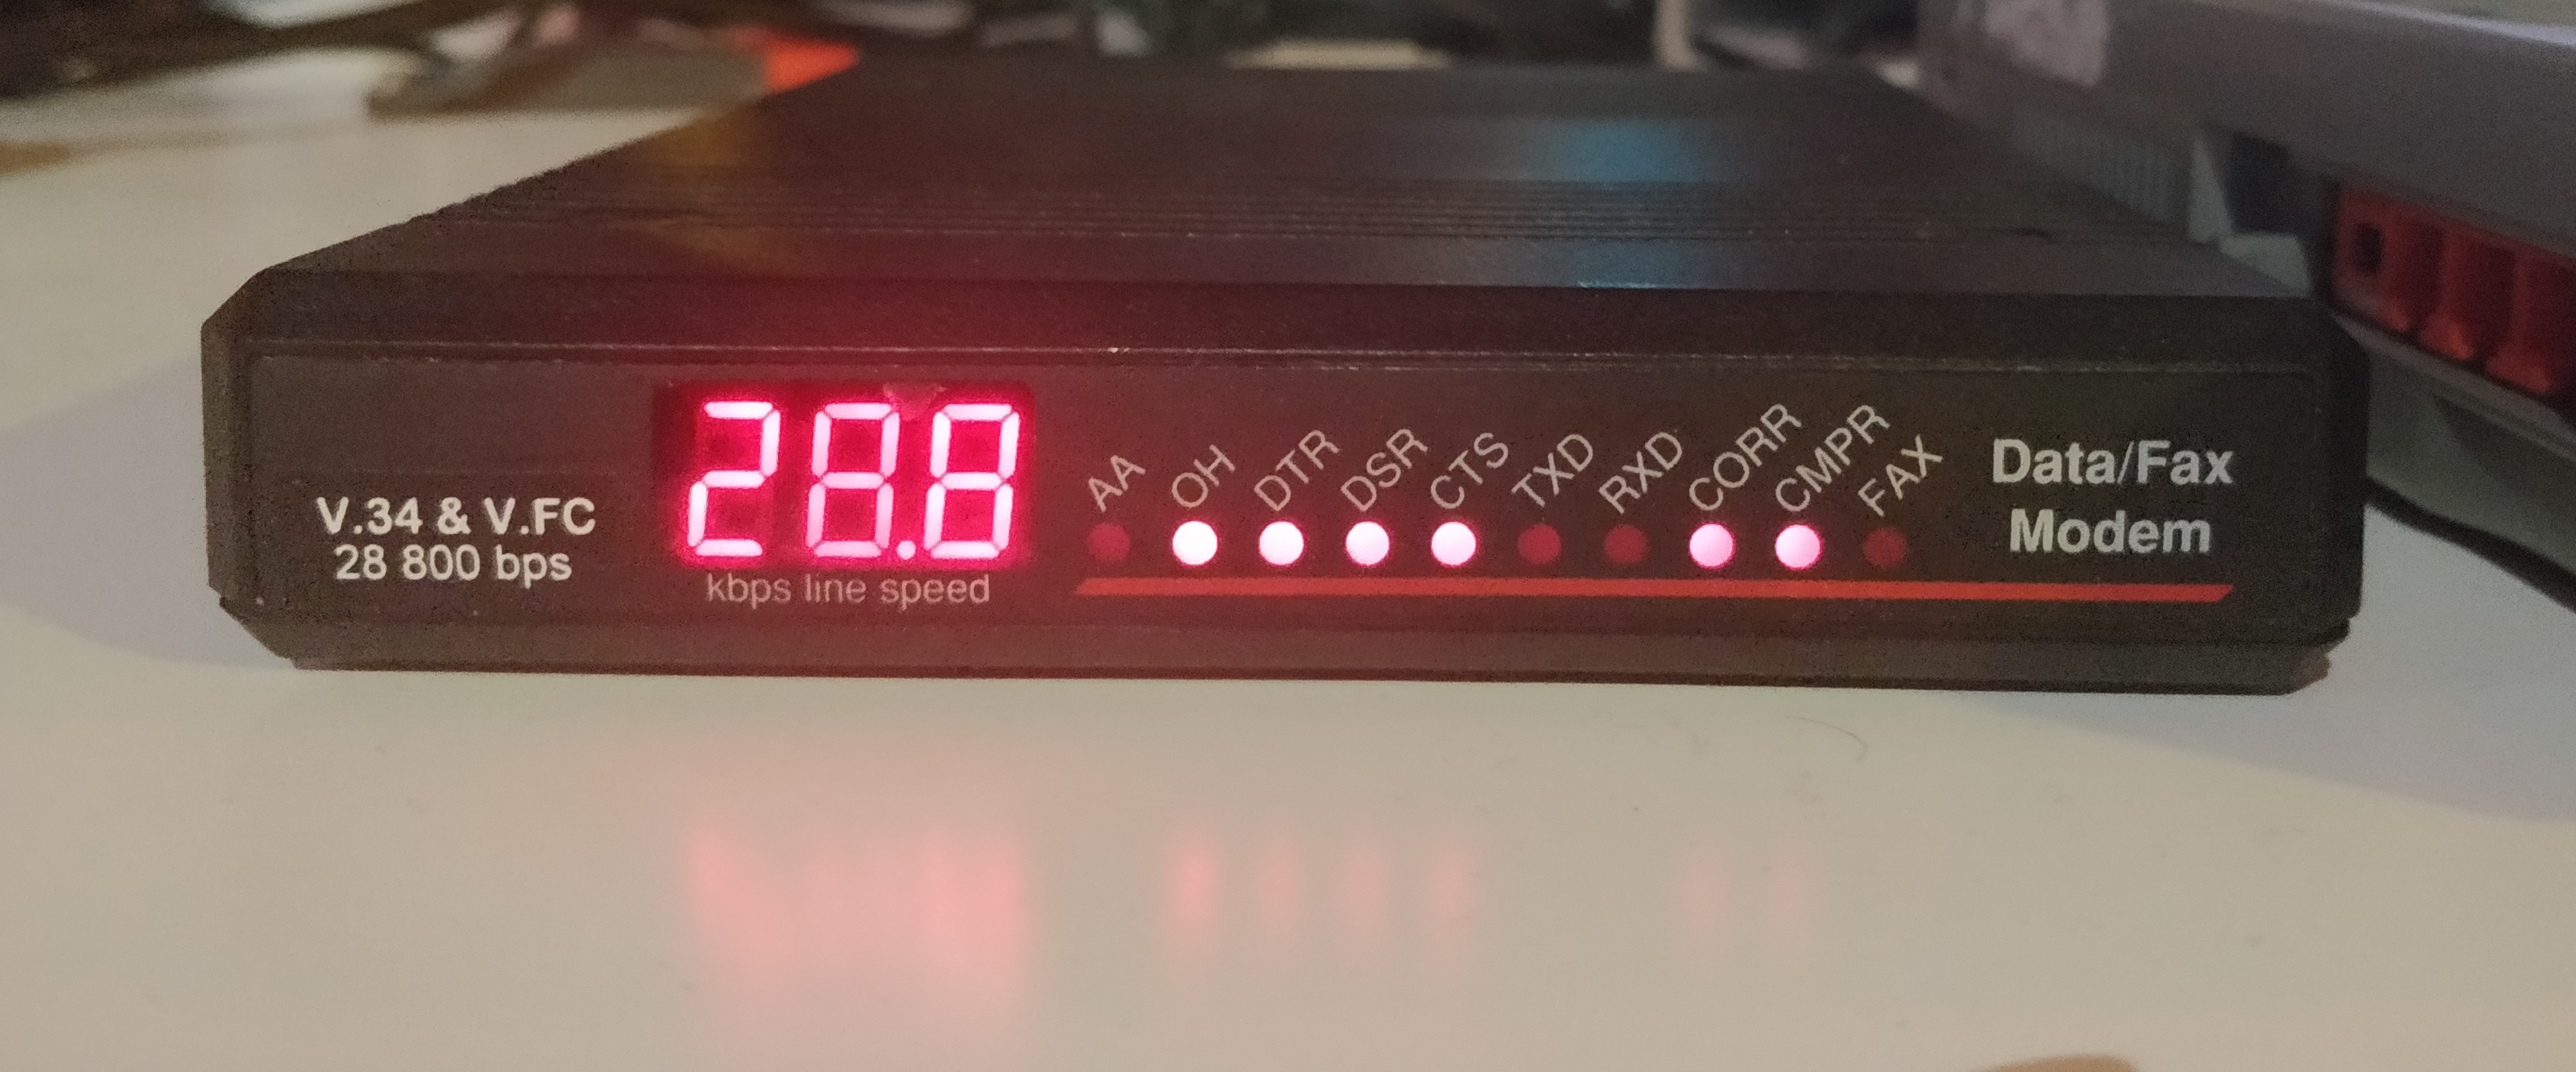 V.34 & V.FC
28 800 bps
28.8
kbps line speed
AA OH DTR DSR CTS TXD RXD CORR CMPR FAX
Data/Fax
Modem